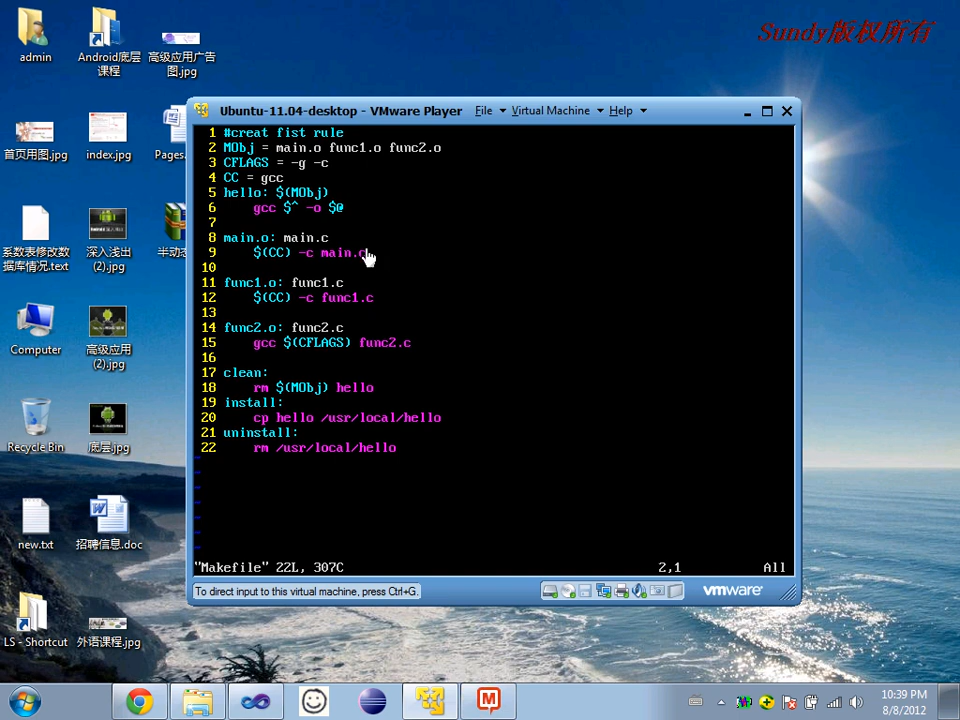 Sundy版权所有
admin
Android底层
课程
高级应用广告
图.jpg
首页用图.jpg
index.jpg
Pages.
系数表修改数
据库情况.text
深入浅出
(2).jpg
半动态
Computer
高级应用
(2).jpg
Recycle Bin
底层.jpg
new.txt
招聘信息.doc
LS - Shortcut
外语课程.jpg
Ubuntu-11.04-desktop - VMware Player File Virtual Machine Help
1 #creat fist rule
2 MObj = main.o func1.o func2.o
3 CFLAGS = -g -c
4 CC = gcc
5 hello: $(MObj)
6 gcc $^ -o $@
7
8 main.o: main.c
9 $(CC) -c main.c
10
11 func1.o: func1.c
12 $(CC) -c func1.c
13
14 func2.o: func2.c
15 gcc $(CFLAGS) func2.c
16
17 clean:
18 rm $(MObj) hello
19 install:
20 cp hello /usr/local/hello
21 uninstall:
22 rm /usr/local/hello
~
~
~
~
~
~
~
"Makefile" 22L, 307C 2,1 All
To direct input to this virtual machine, press Ctrl+G.
vmware
10:39 PM
8/8/2012